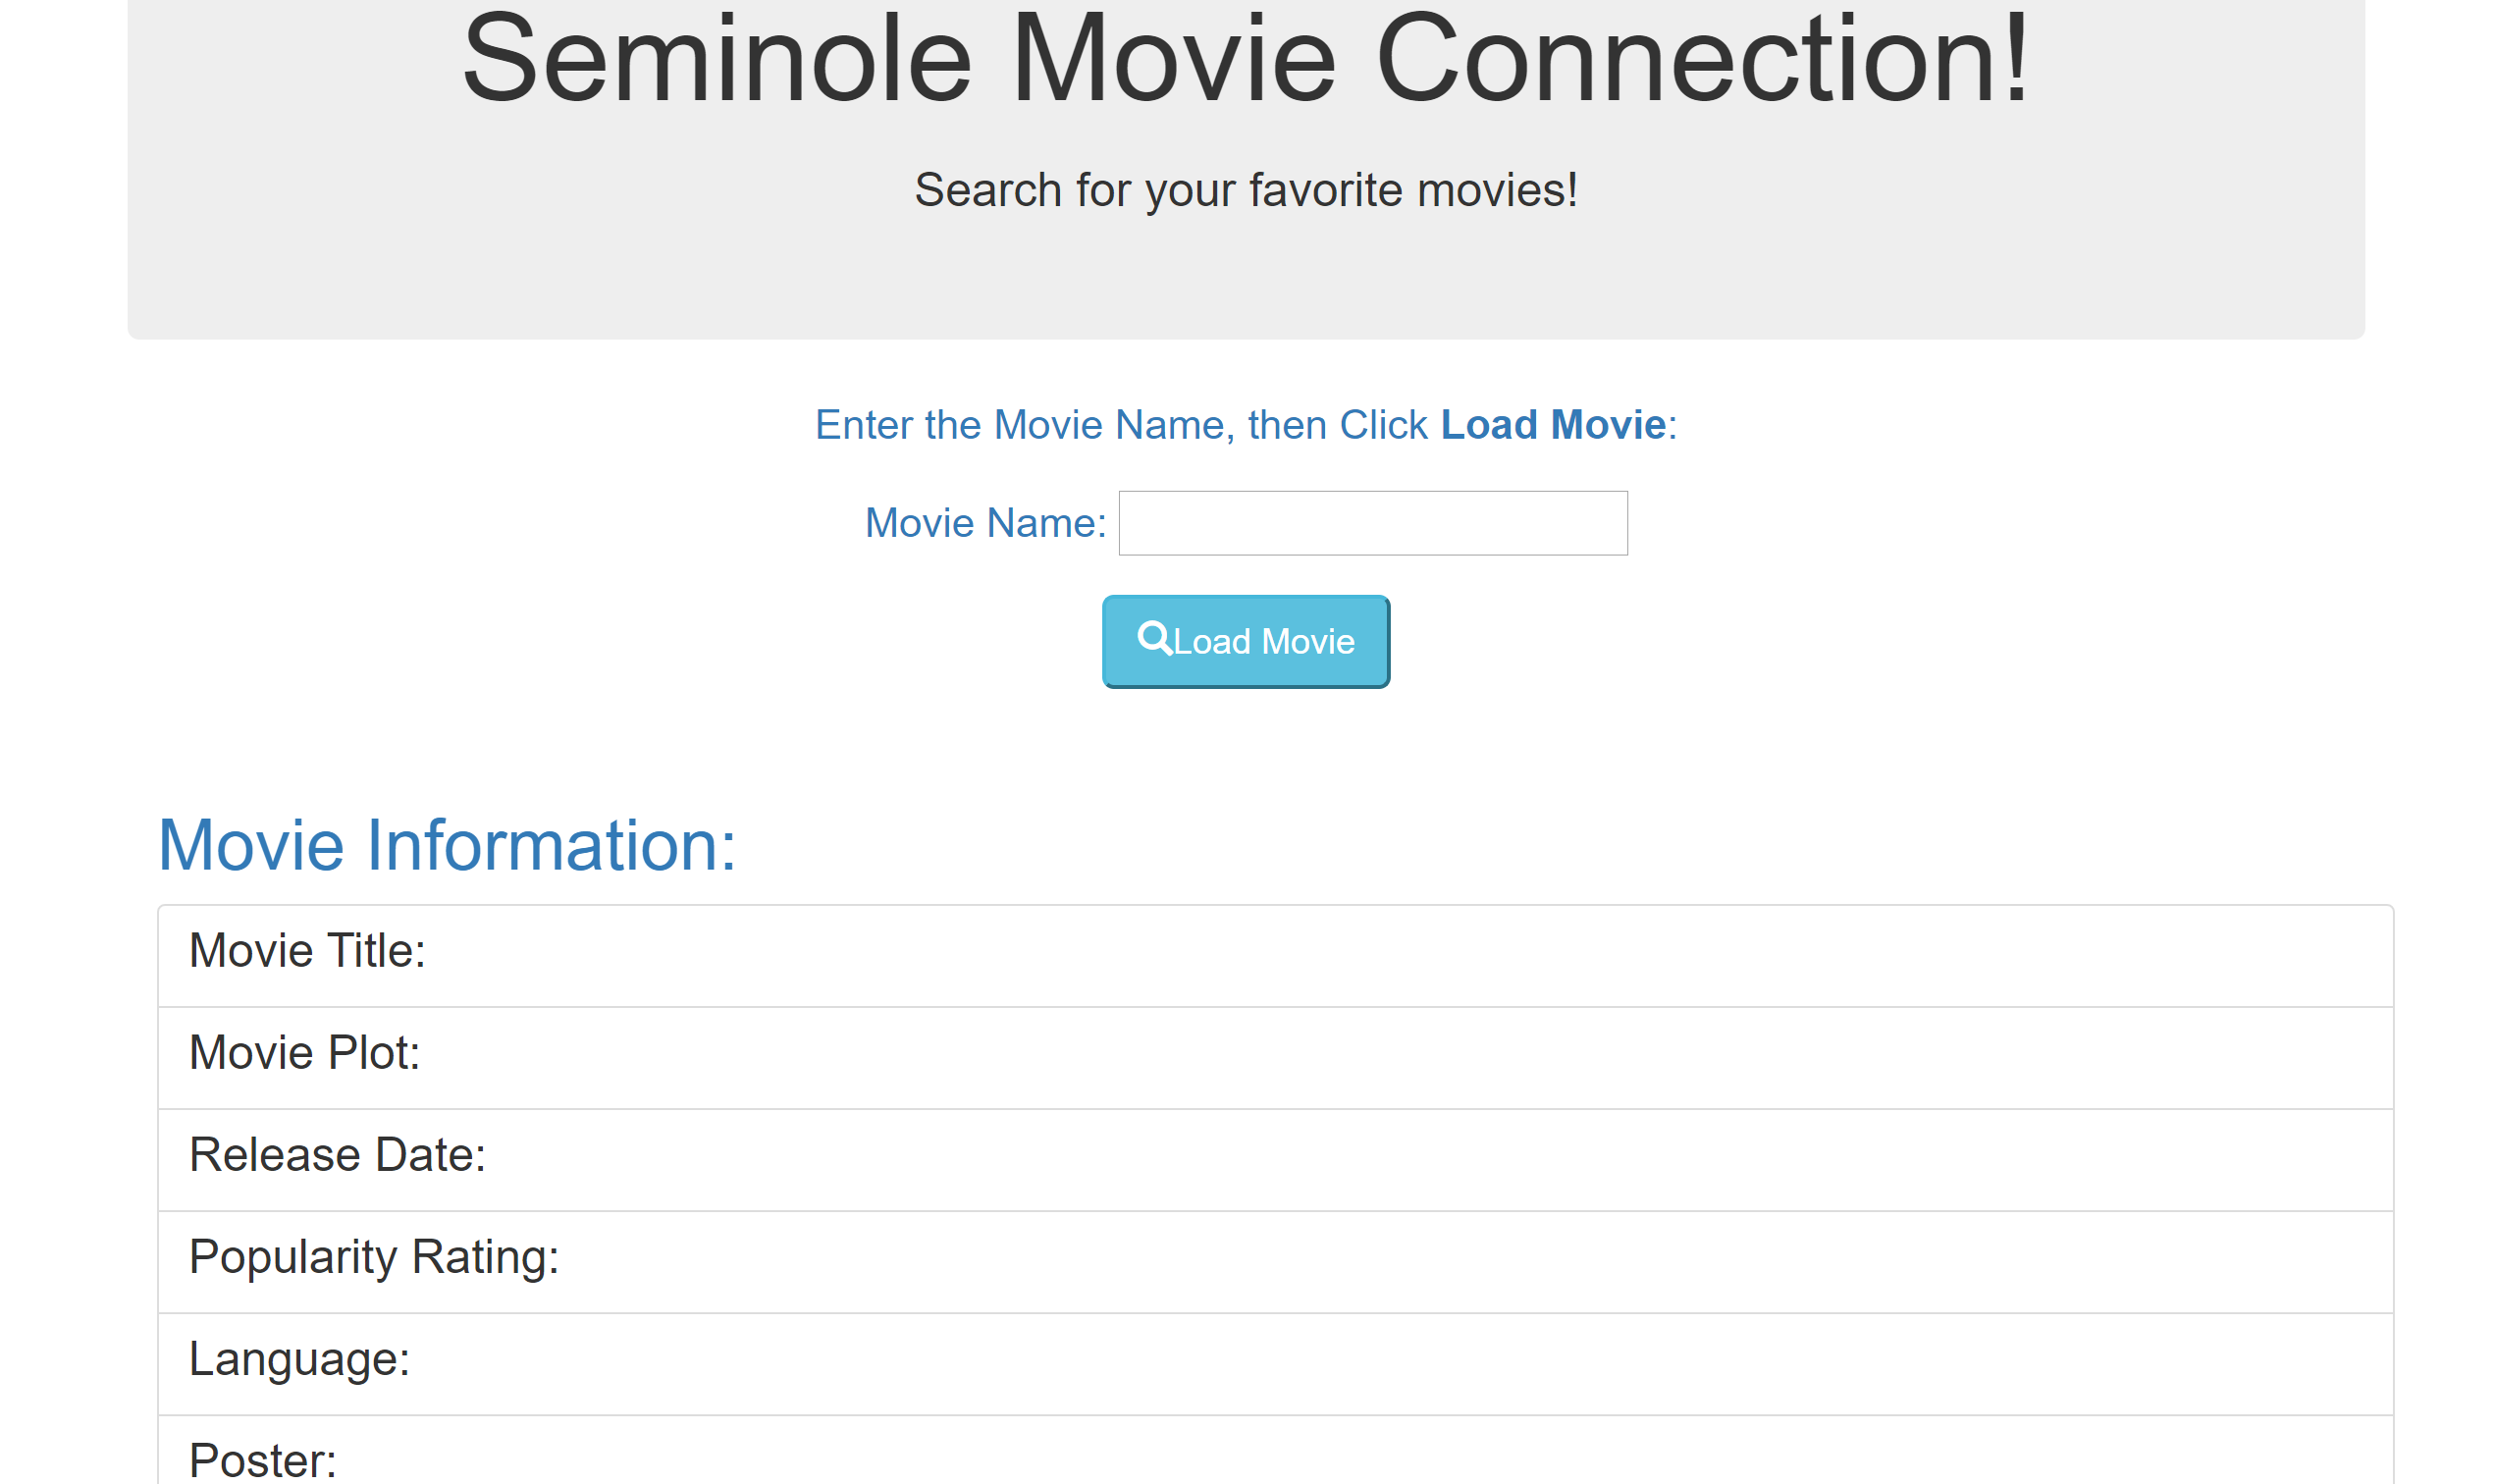 Seminole Movie Connection!
Search for your favorite movies!
Enter the Movie Name, then Click Load Movie:
Movie Name:
Load Movie
Movie Information:
Movie Title:
Movie Plot:
Release Date:
Popularity Rating:
Language:
Poster: